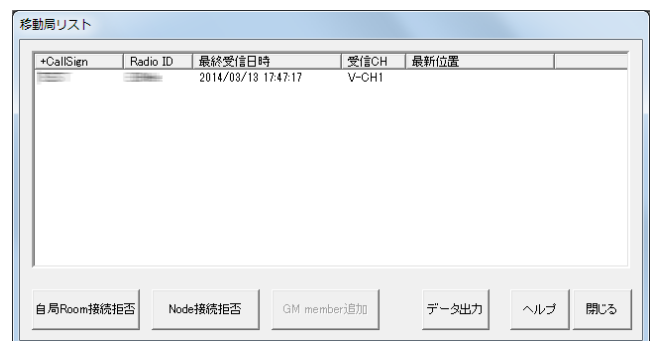 移動局リスト
+CallSign Radio ID 最終受信日時 受信CH 最新位置
2014/03/13 17:47:17 V-CH1
自局Room接続拒否 Node接続拒否 GM member追加 データ出力 ヘルプ 閉じる